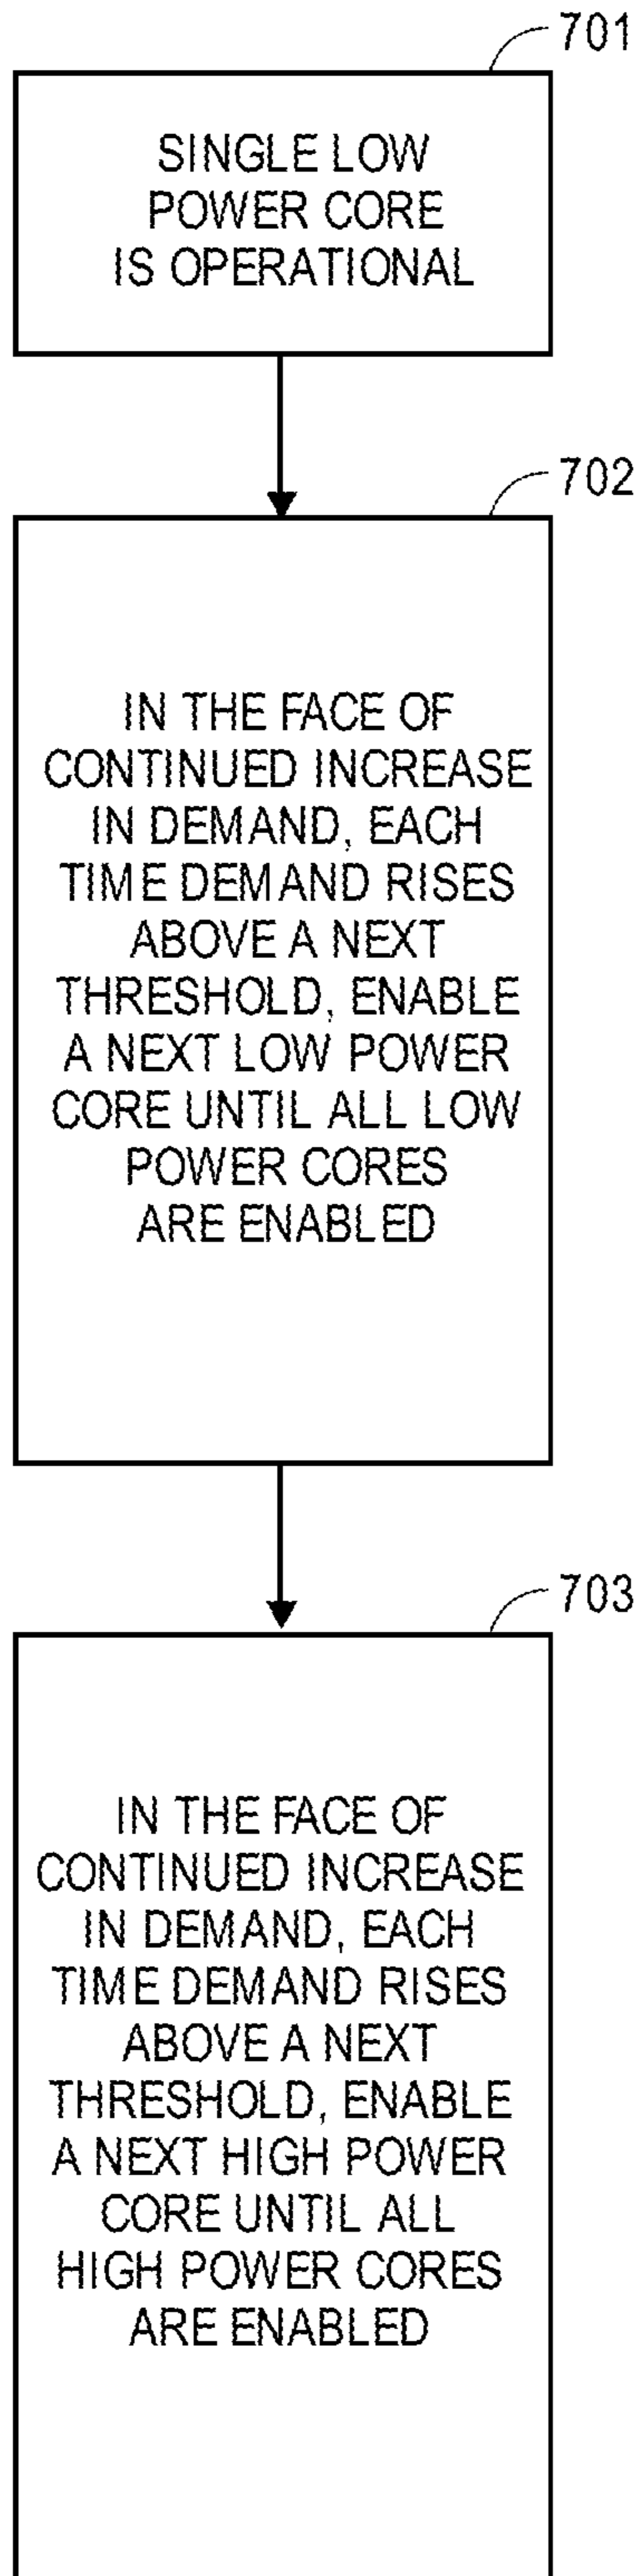 701
SINGLE LOW
POWER CORE
IS OPERATIONAL
702
IN THE FACE OF
CONTINUED INCREASE
IN DEMAND, EACH
TIME DEMAND RISES
ABOVE A NEXT
THRESHOLD, ENABLE
A NEXT LOW POWER
CORE UNTIL ALL LOW
POWER CORES
ARE ENABLED
703
IN THE FACE OF
CONTINUED INCREASE
IN DEMAND, EACH
TIME DEMAND RISES
ABOVE A NEXT
THRESHOLD, ENABLE
A NEXT HIGH POWER
CORE UNTIL ALL
HIGH POWER CORES
ARE ENABLED